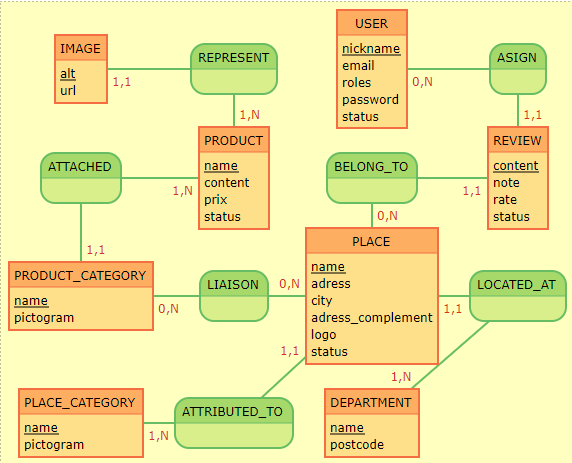 IMAGE
alt
url
1,1
REPRESENT
1,N
USER
nickname
email
roles
password
status
0,N
ASIGN
1,1
PRODUCT
name
content
prix
status
ATTACHED
1,N
1,1
BELONG_TO
1,1
0,N
REVIEW
content
note
rate
status
PRODUCT_CATEGORY
name
pictogram
0,N
LIAISON
0,N
PLACE
name
adress
city
adress_complement
logo
status
1,1
LOCATED_AT
1,N
1,1
PLACE_CATEGORY
name
pictogram
1,N
ATTRIBUTED_TO
DEPARTMENT
name
postcode